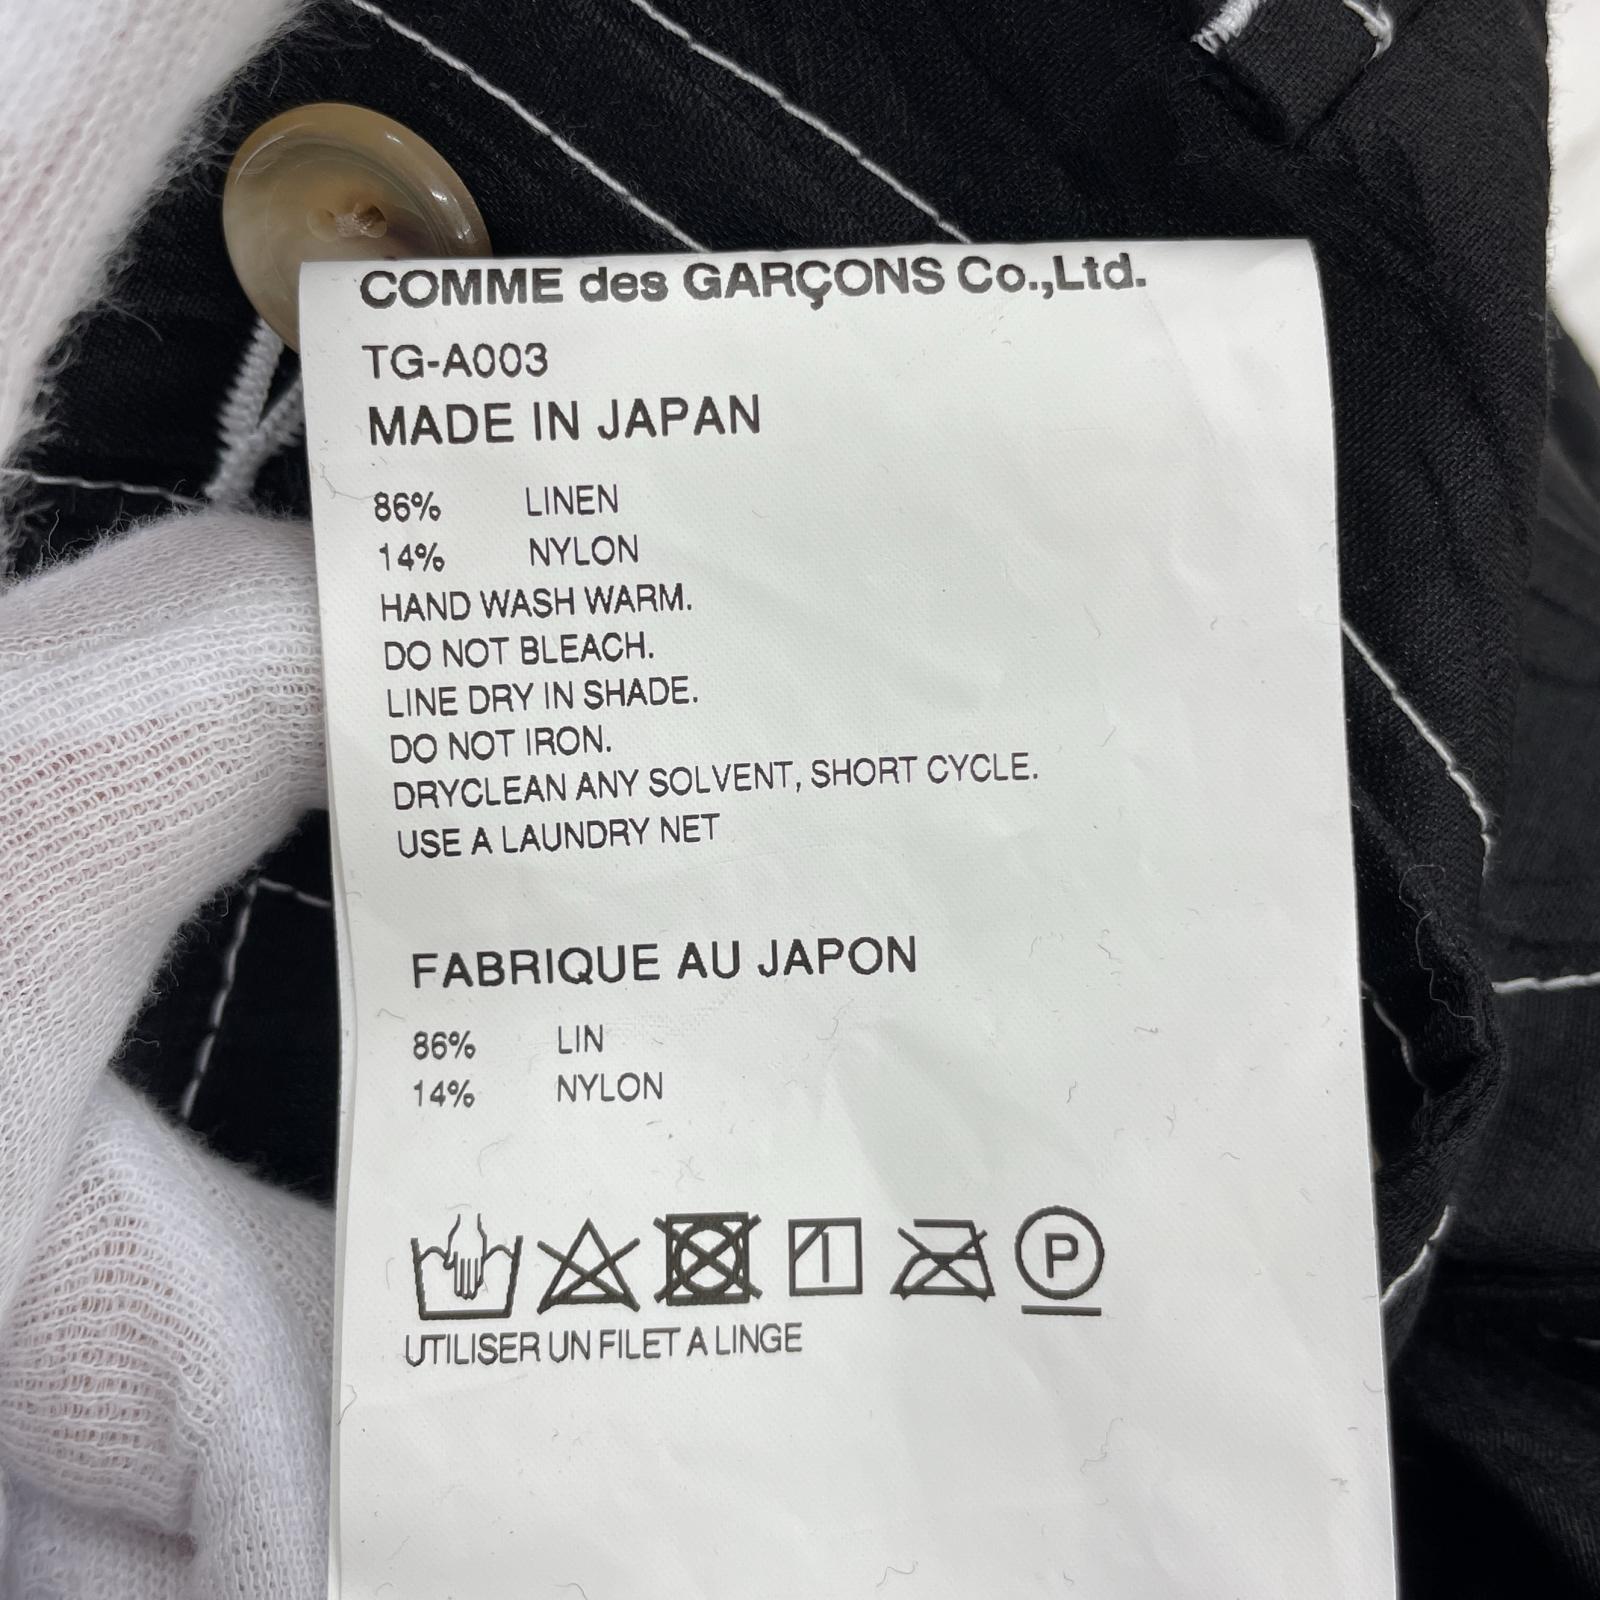 COMME des GARÇONS Co.,Ltd.
TG-A003
MADE IN JAPAN
86% LINEN
14% NYLON
HAND WASH WARM.
DO NOT BLEACH.
LINE DRY IN SHADE.
DO NOT IRON.
DRYCLEAN ANY SOLVENT, SHORT CYCLE.
USE A LAUNDRY NET
FABRIQUE AU JAPON
86% LIN
14% NYLON
P
UTILISER UN FILET A LINGE